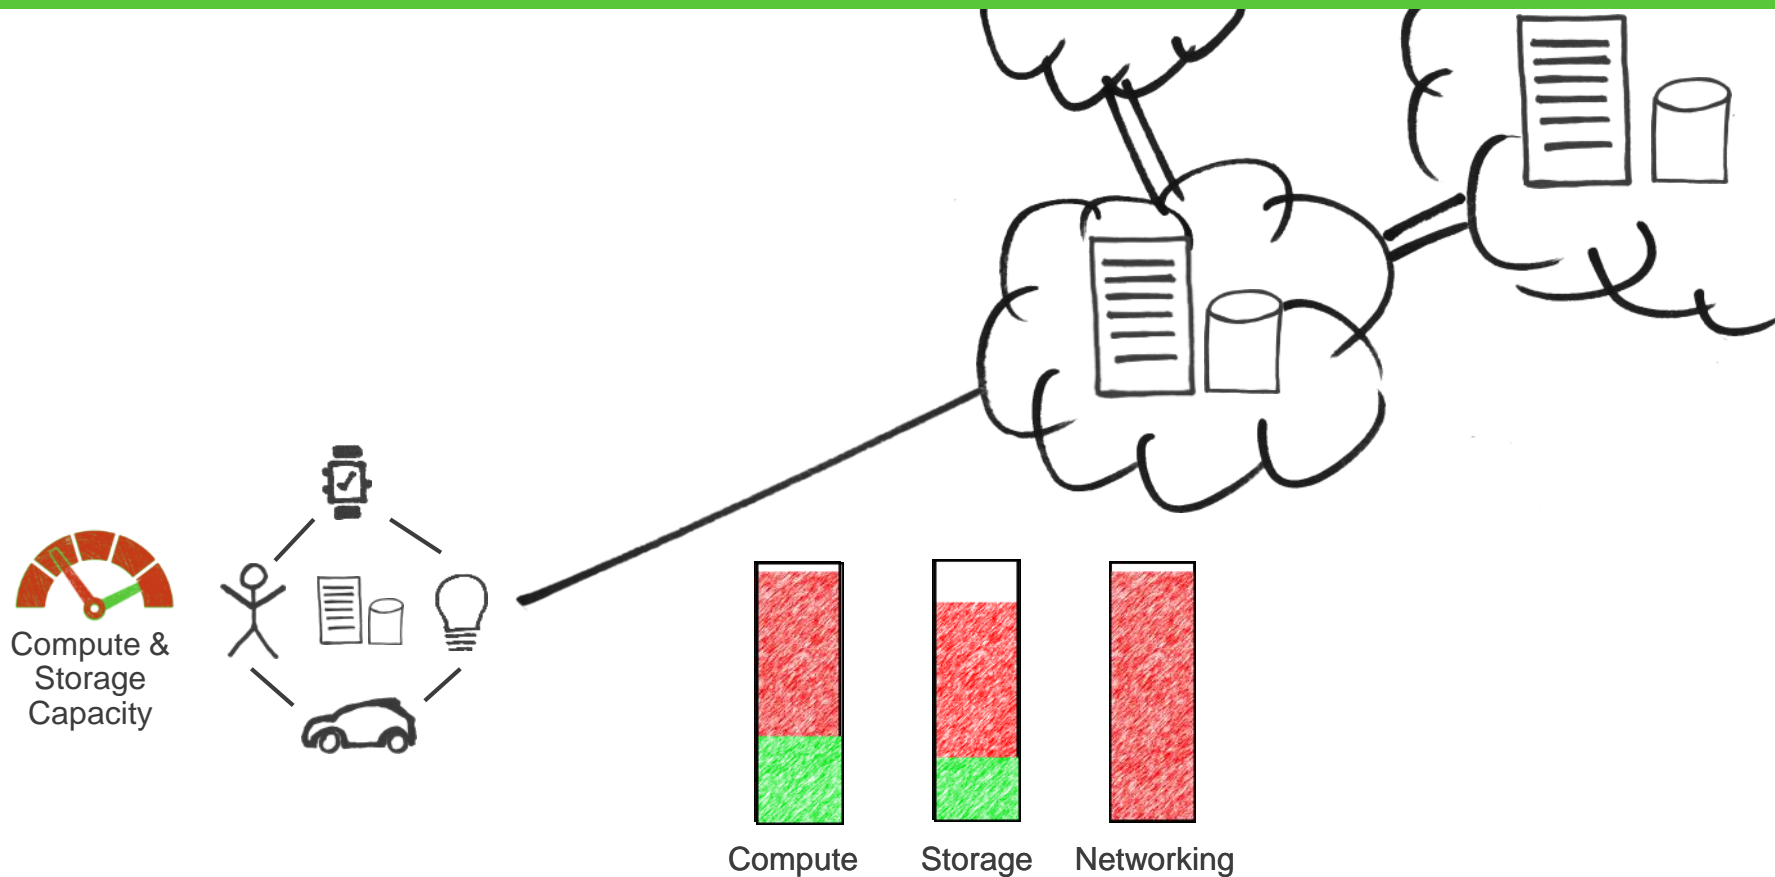 Compute &
Storage
Capacity
Compute
Storage
Networking